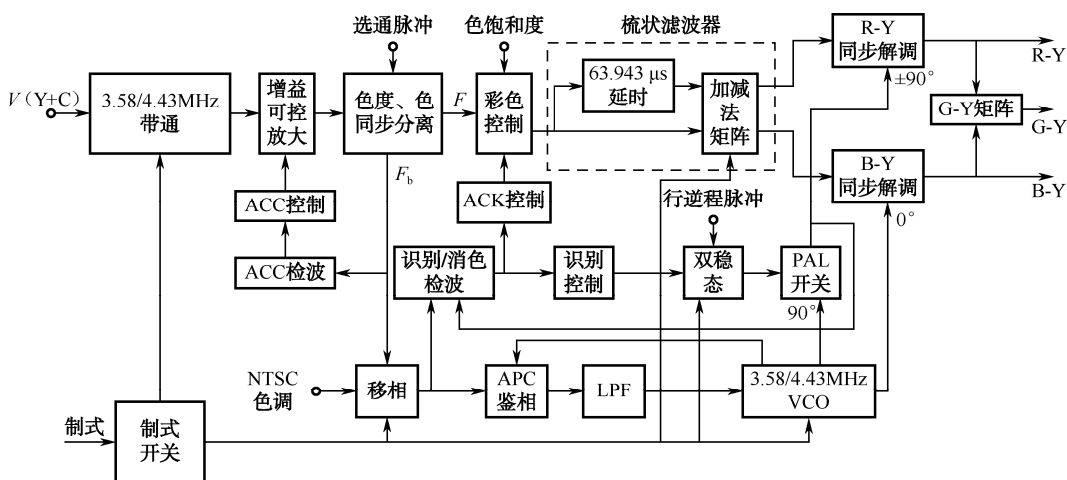 选通脉冲
色饱和度
梳状滤波器
R-Y
同步解调
R-Y
±90°
63.943 μs
延时
加减
法
矩阵
V（Y+C）
3.58/4.43MHz
带通
增益
可控
放大
色度、色
同步分离
F
彩色
控制
G-Y矩阵
G-Y
Fb
B-Y
同步解调
B-Y
0°
ACC控制
ACK控制
行逆程脉冲
ACC检波
识别/消色
检波
识别
控制
双稳
态
PAL
开关
90°
NTSC
色调
移相
APC
鉴相
LPF
3.58/4.43MHz
VCO
制式
制式
开关